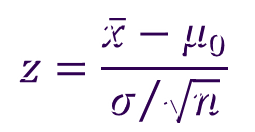 z = (x̄ − μ₀) / (σ/√n)